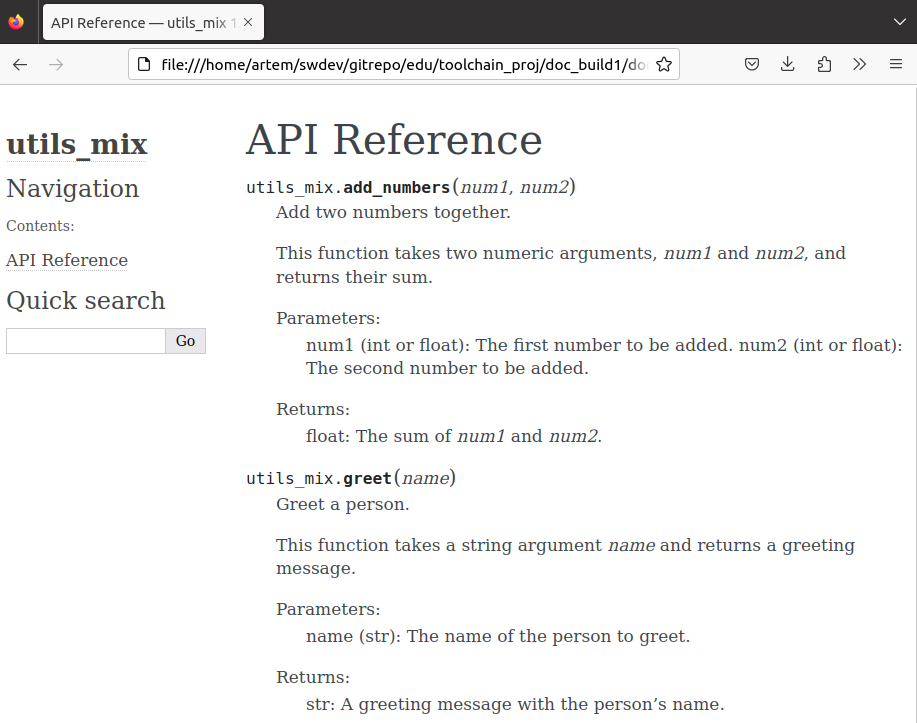 API Reference — utils_mix 1
file:///home/artem/swdev/gitrepo/edu/toolchain_proj/doc_build1/do
utils_mix
Navigation
Contents:
API Reference
Quick search
Go
API Reference
utils_mix.add_numbers(num1, num2)
Add two numbers together.
This function takes two numeric arguments, num1 and num2, and
returns their sum.
Parameters:
num1 (int or float): The first number to be added. num2 (int or float):
The second number to be added.
Returns:
float: The sum of num1 and num2.
utils_mix.greet(name)
Greet a person.
This function takes a string argument name and returns a greeting
message.
Parameters:
name (str): The name of the person to greet.
Returns:
str: A greeting message with the person’s name.